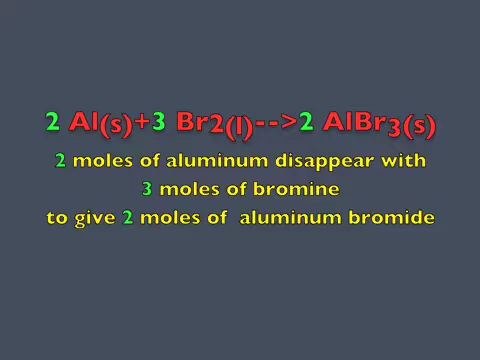 2 Al(s)+3 Br2(l)-->2 AlBr3(s)
2 moles of aluminum disappear with
3 moles of bromine
to give 2 moles of aluminum bromide